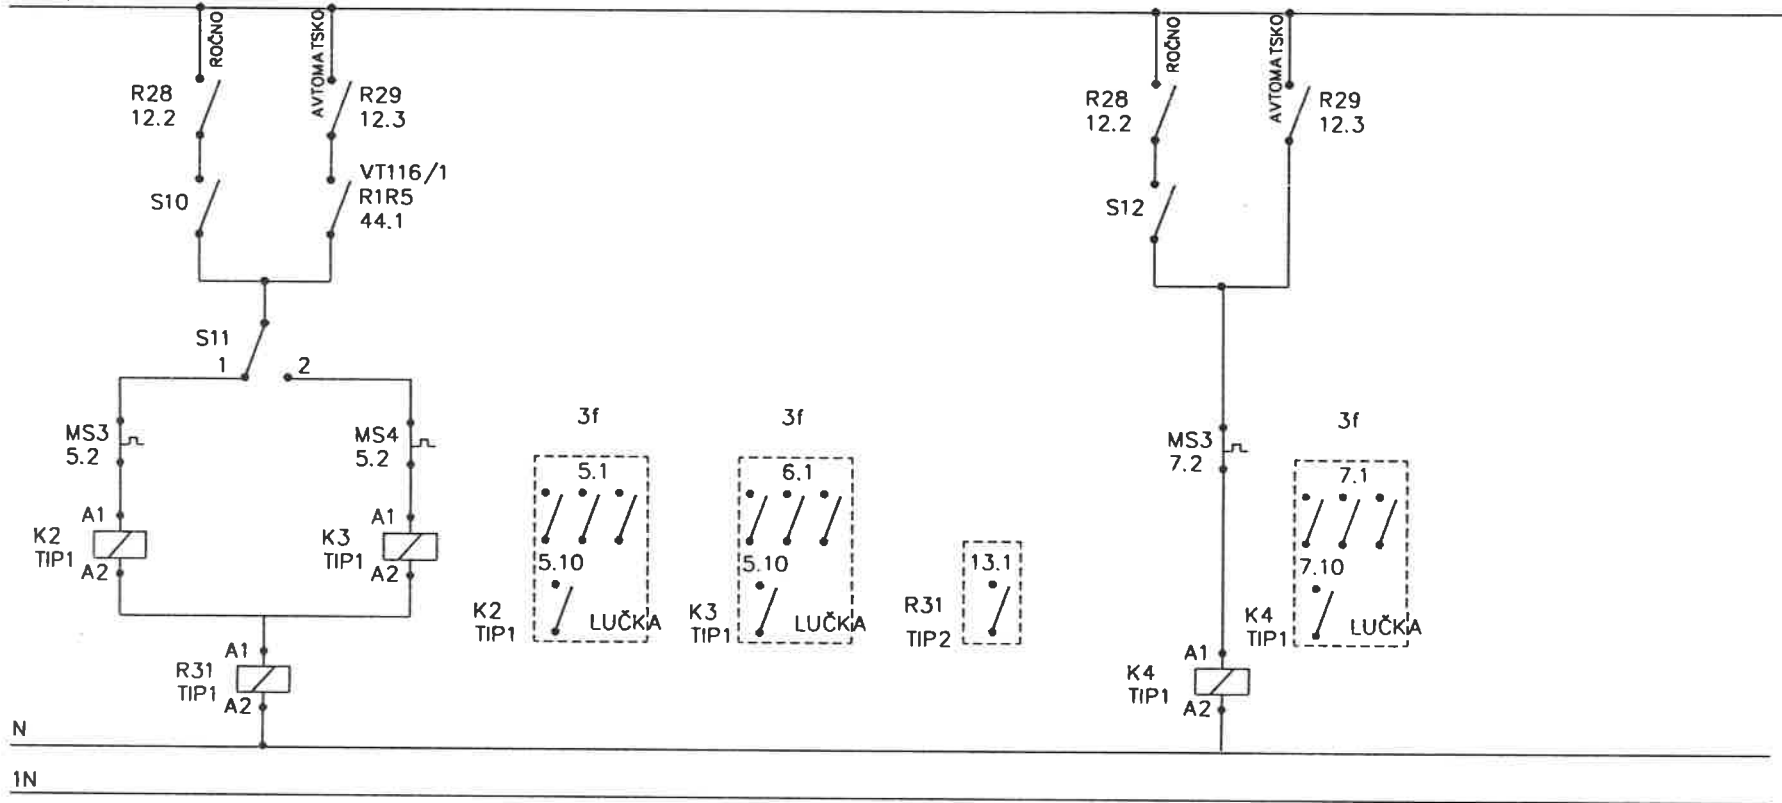 ROČNO
AVTOMATSKO
R28
12.2
R29
12.3
S10
VT116/1
R1R5
44.1
S11
1
2
MS3
5.2
MS4
5.2
A1
K2
TIP1
A2
A1
K3
TIP1
A2
A1
R31
TIP1
A2
3f
5.1
5.10
K2
TIP1
LUČKA
3f
6.1
5.10
K3
TIP1
LUČKA
13.1
R31
TIP2
ROČNO
AVTOMATSKO
R28
12.2
R29
12.3
S12
MS3
7.2
3f
7.1
7.10
K4
TIP1
LUČKA
A1
K4
TIP1
A2
N
1N